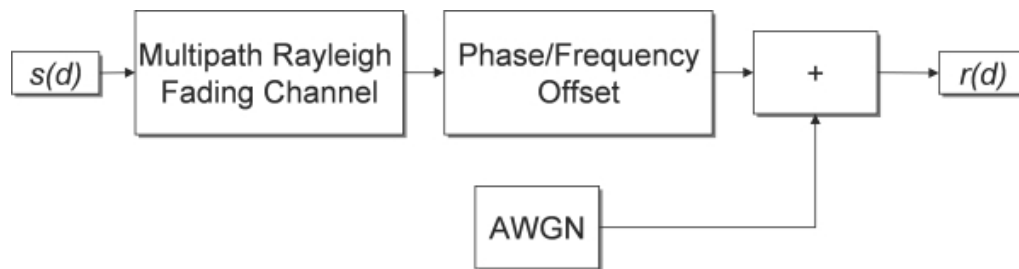 s(d)
Multipath Rayleigh
Fading Channel
Phase/Frequency
Offset
+
r(d)
AWGN